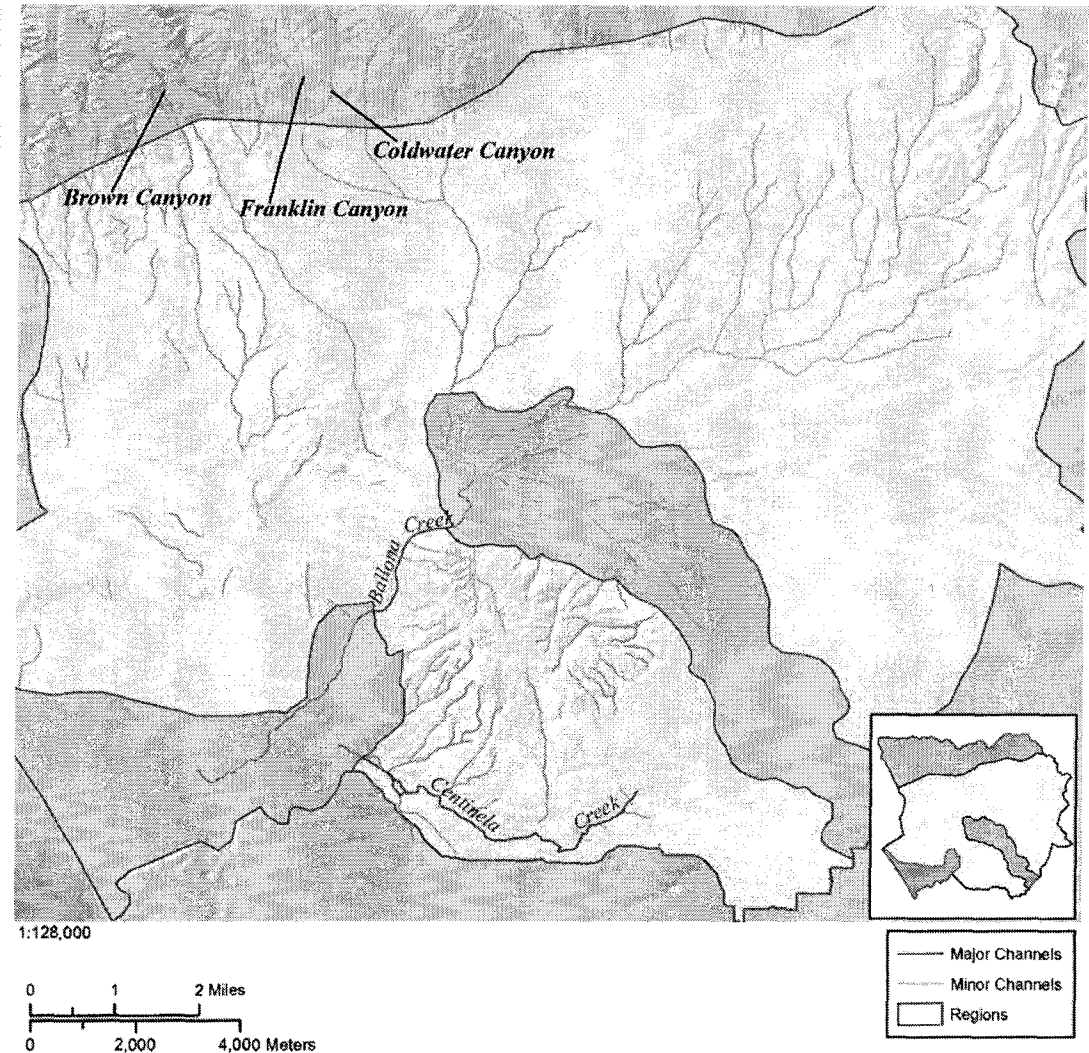 Coldwater Canyon
Brown Canyon
Franklin Canyon
Ballona Creek
Centinela Creek
1:128,000
0 1 2 Miles
0 2,000 4,000 Meters
Major Channels
Minor Channels
Regions